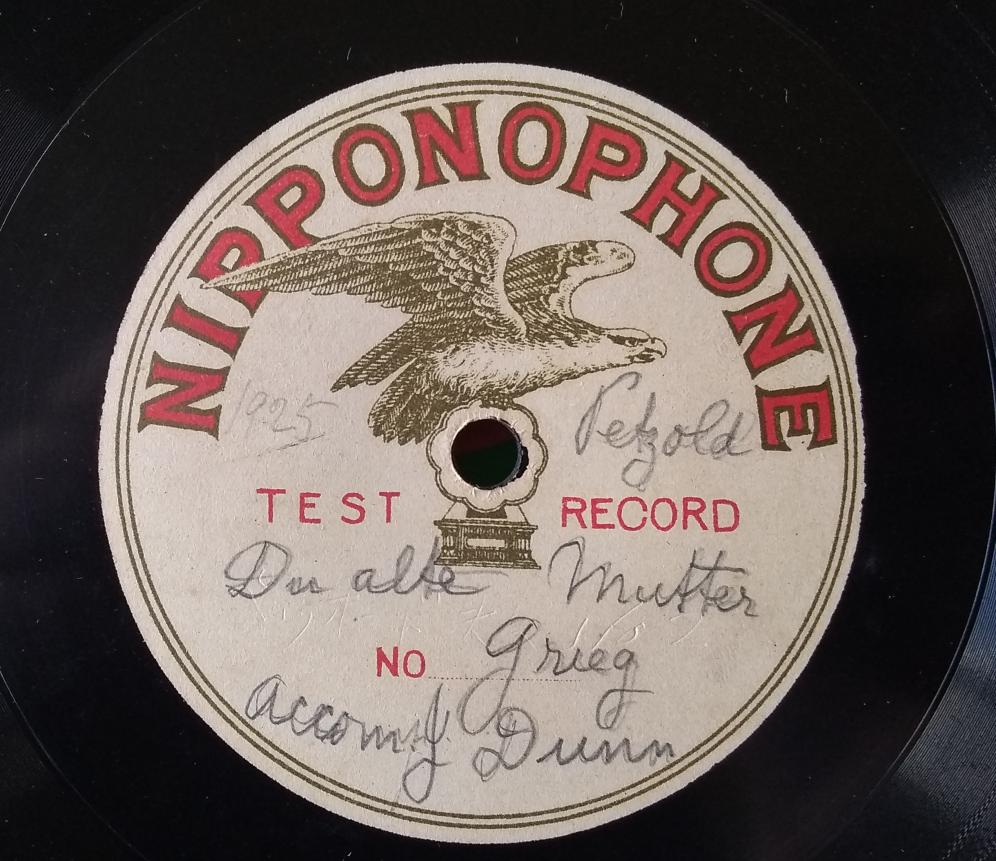 NIPPONOPHONE
1925
Petzold
TEST RECORD
Du alte Mutter
NO Grieg
accomp Dunn